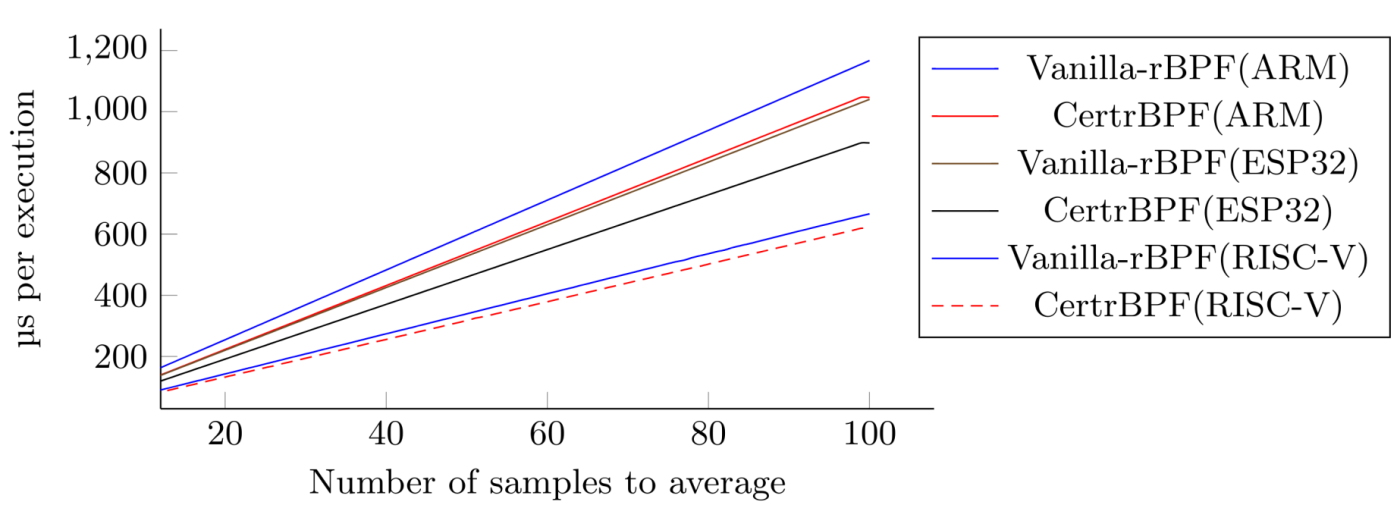 µs per execution
1,200
1,000
800
600
400
200
20 40 60 80 100
Number of samples to average
Vanilla-rBPF(ARM)
CertrBPF(ARM)
Vanilla-rBPF(ESP32)
CertrBPF(ESP32)
Vanilla-rBPF(RISC-V)
CertrBPF(RISC-V)